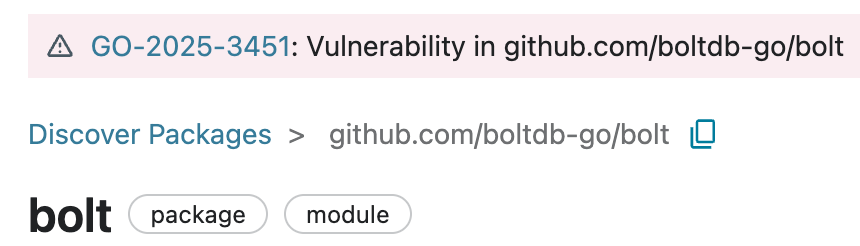 GO-2025-3451: Vulnerability in github.com/boltdb-go/bolt
Discover Packages > github.com/boltdb-go/bolt
bolt package module